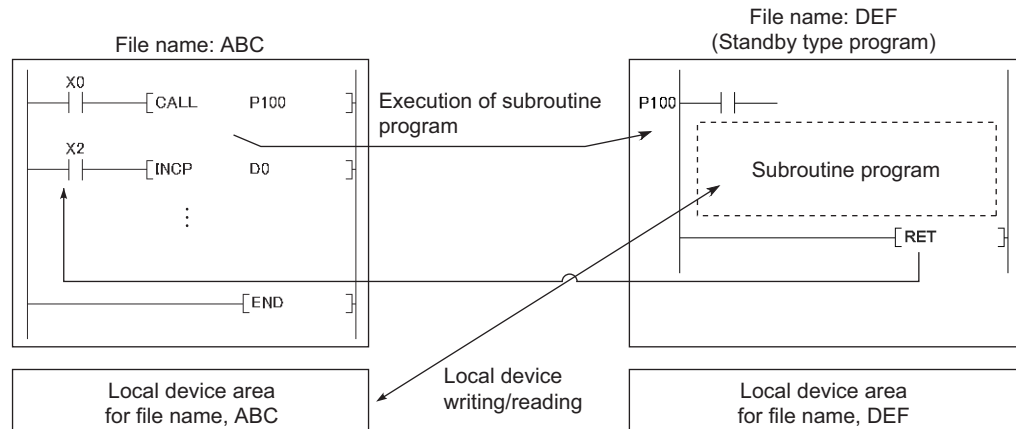 File name: ABC
X0
CALL P100
X2
INCP D0
END
Local device area
for file name, ABC
Execution of subroutine
program
Local device
writing/reading
File name: DEF
(Standby type program)
P100
Subroutine program
RET
Local device area
for file name, DEF